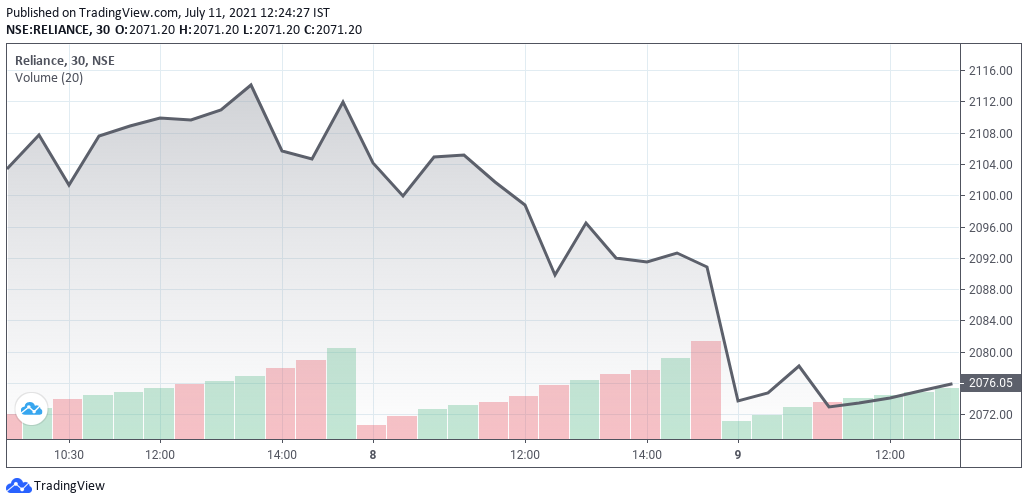 Published on TradingView.com, July 11, 2021 12:24:27 IST
NSE:RELIANCE, 30 O:2071.20 H:2071.20 L:2071.20 C:2071.20
Reliance, 30, NSE
Volume (20)
2116.00
2112.00
2108.00
2104.00
2100.00
2096.00
2092.00
2088.00
2084.00
2080.00
2076.05
2072.00
10:30 12:00 14:00 8 12:00 14:00 9 12:00
TradingView